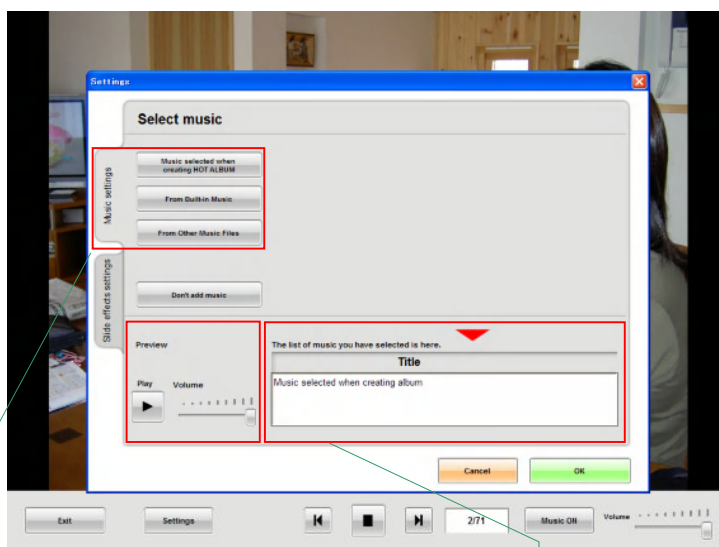 Settings
Select music
Music settings
Slide effects settings
Music selected when
creating HOT ALBUM
From Built-in Music
From Other Music Files
Don't add music
Preview
Play
Volume
The list of music you have selected is here.
Title
Music selected when creating album
Cancel
OK
Exit
Settings
2/71
Music ON
Volume